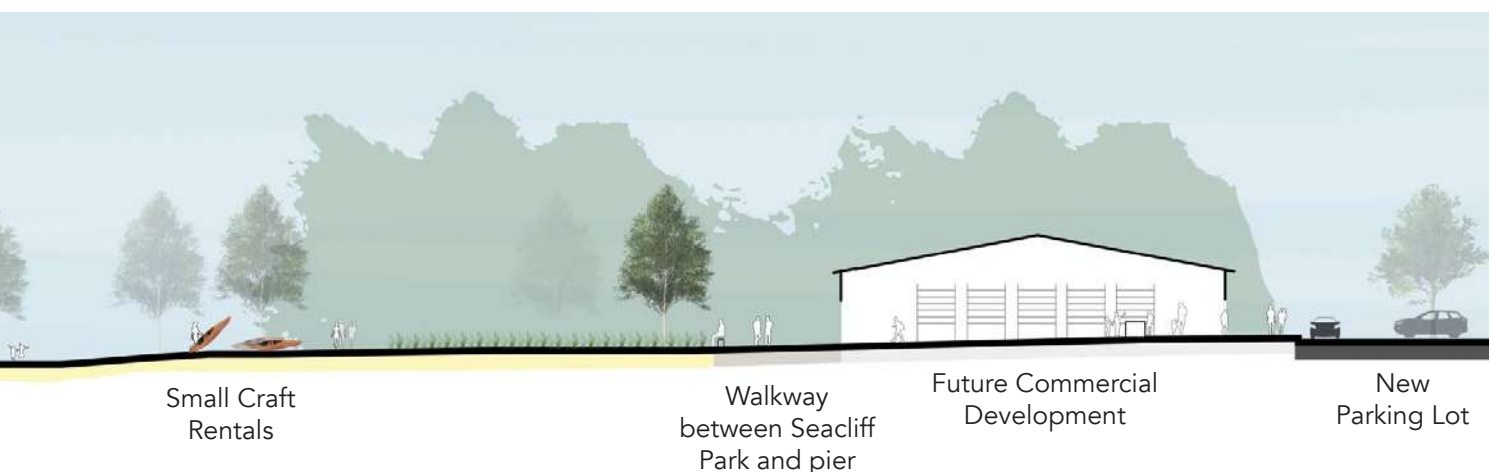 Small Craft
Rentals
Walkway
between Seacliff
Park and pier
Future Commercial
Development
New
Parking Lot